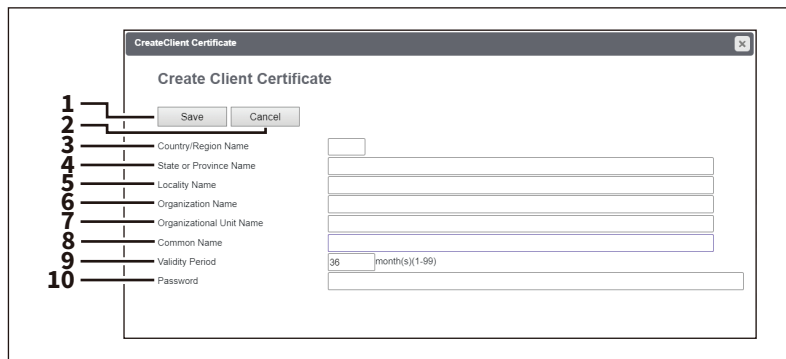 CreateClient Certificate
Create Client Certificate
1
Save Cancel
2
3 Country/Region Name
4 State or Province Name
5 Locality Name
6 Organization Name
7 Organizational Unit Name
8 Common Name
9 Validity Period 36 month(s)(1-99)
10 Password